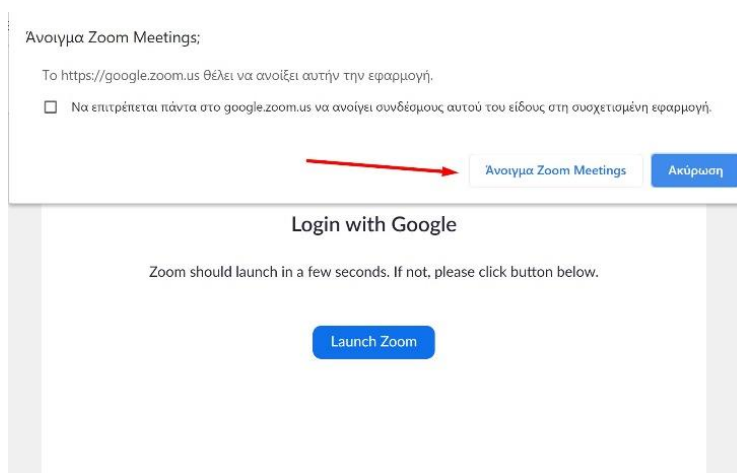 Άνοιγμα Zoom Meetings;
Το https://google.zoom.us θέλει να ανοίξει αυτήν την εφαρμογή.
Να επιτρέπεται πάντα στο google.zoom.us να ανοίγει συνδέσμους αυτού του είδους στη συσχετισμένη εφαρμογή.
Άνοιγμα Zoom Meetings Ακύρωση
Login with Google
Zoom should launch in a few seconds. If not, please click button below.
Launch Zoom